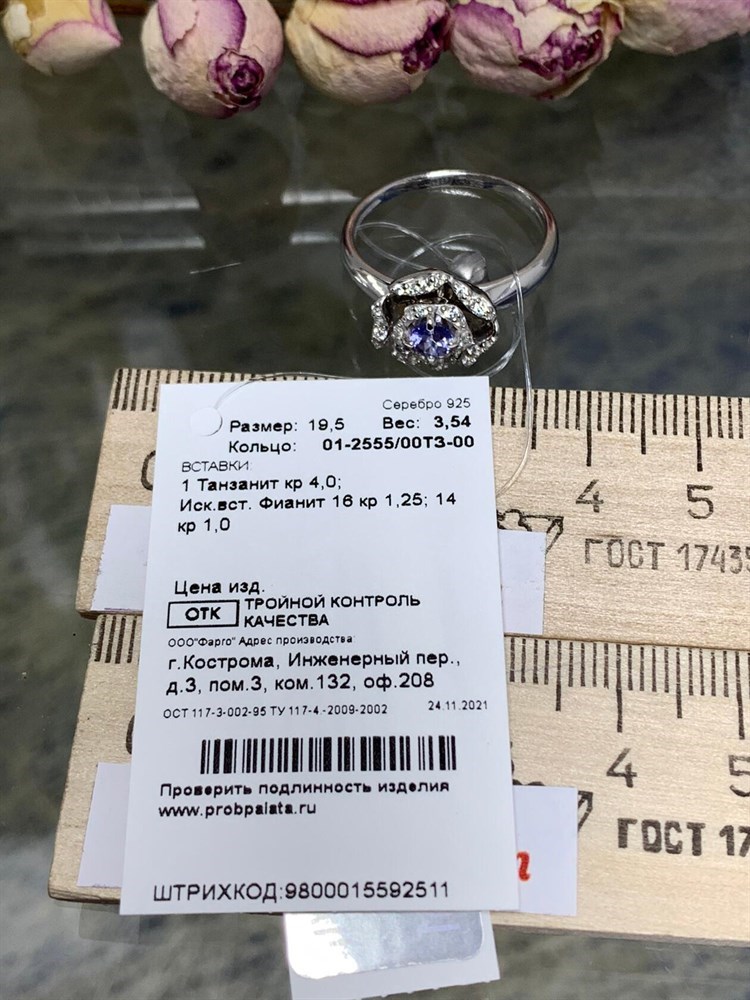 Серебро 925
Размер: 19,5 Вес: 3,54
Кольцо: 01-2555/00ТЗ-00
ВСТАВКИ:
1 Танзанит кр 4,0;
Иск.вст. Фианит 16 кр 1,25; 14
кр 1,0
Цена изд.
ОТК ТРОЙНОЙ КОНТРОЛЬ
КАЧЕСТВА
ООО"Фарго" Адрес производства:
г.Кострома, Инженерный пер.,
д.3, пом.3, ком.132, оф.208
ОСТ 117-3-002-95 ТУ 117-4.-2009-2002 24.11.2021
Проверить подлинность изделия
www.probpalata.ru
ШТРИХКОД:9800015592511
4 5
ГОСТ 17435
4 5
ГОСТ 17